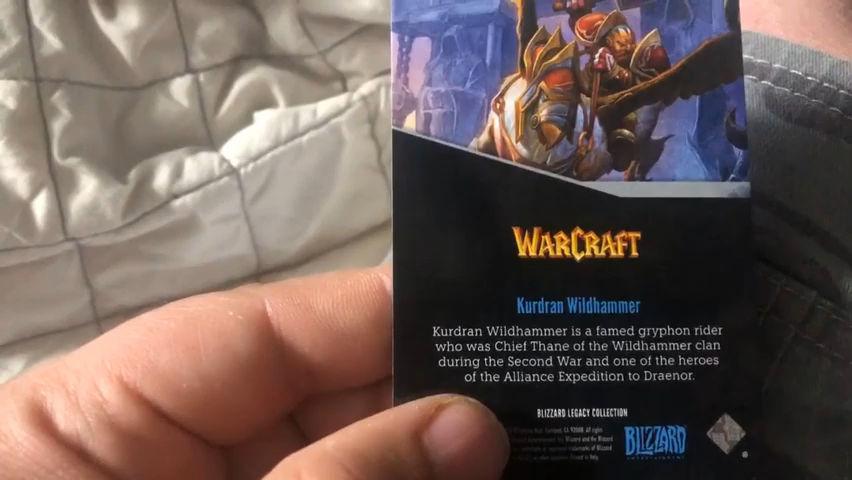 WARCRAFT
Kurdran Wildhammer
Kurdran Wildhammer is a famed gryphon rider
who was Chief Thane of the Wildhammer clan
during the Second War and one of the heroes
of the Alliance Expedition to Draenor.
BLIZZARD LEGACY COLLECTION
BLIZZARD
ENTERTAINMENT